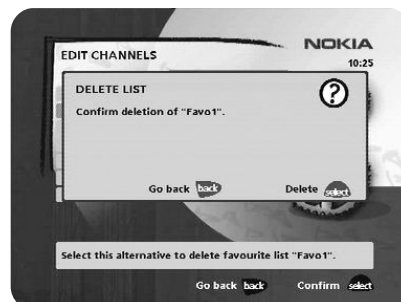 NOKIA
EDIT CHANNELS
10:25
DELETE LIST
Confirm deletion of "Favo1".
Go back back
Delete select
Select this alternative to delete favourite list "Favo1".
Go back back
Confirm select